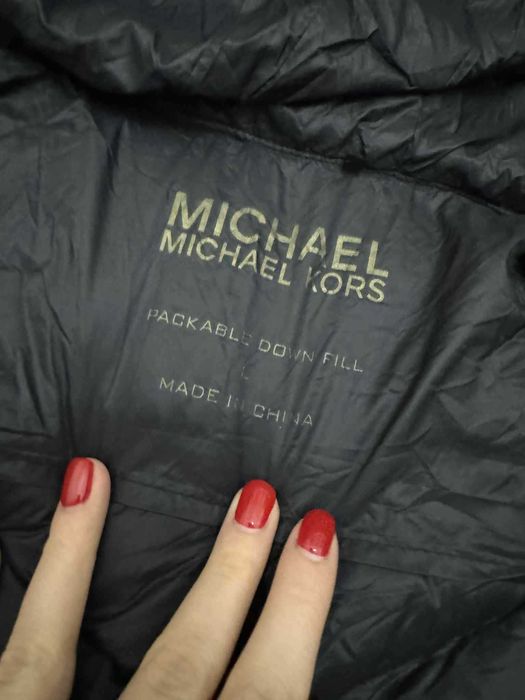 MICHAEL
MICHAEL KORS
PACKABLE DOWN FILL
L
MADE IN CHINA